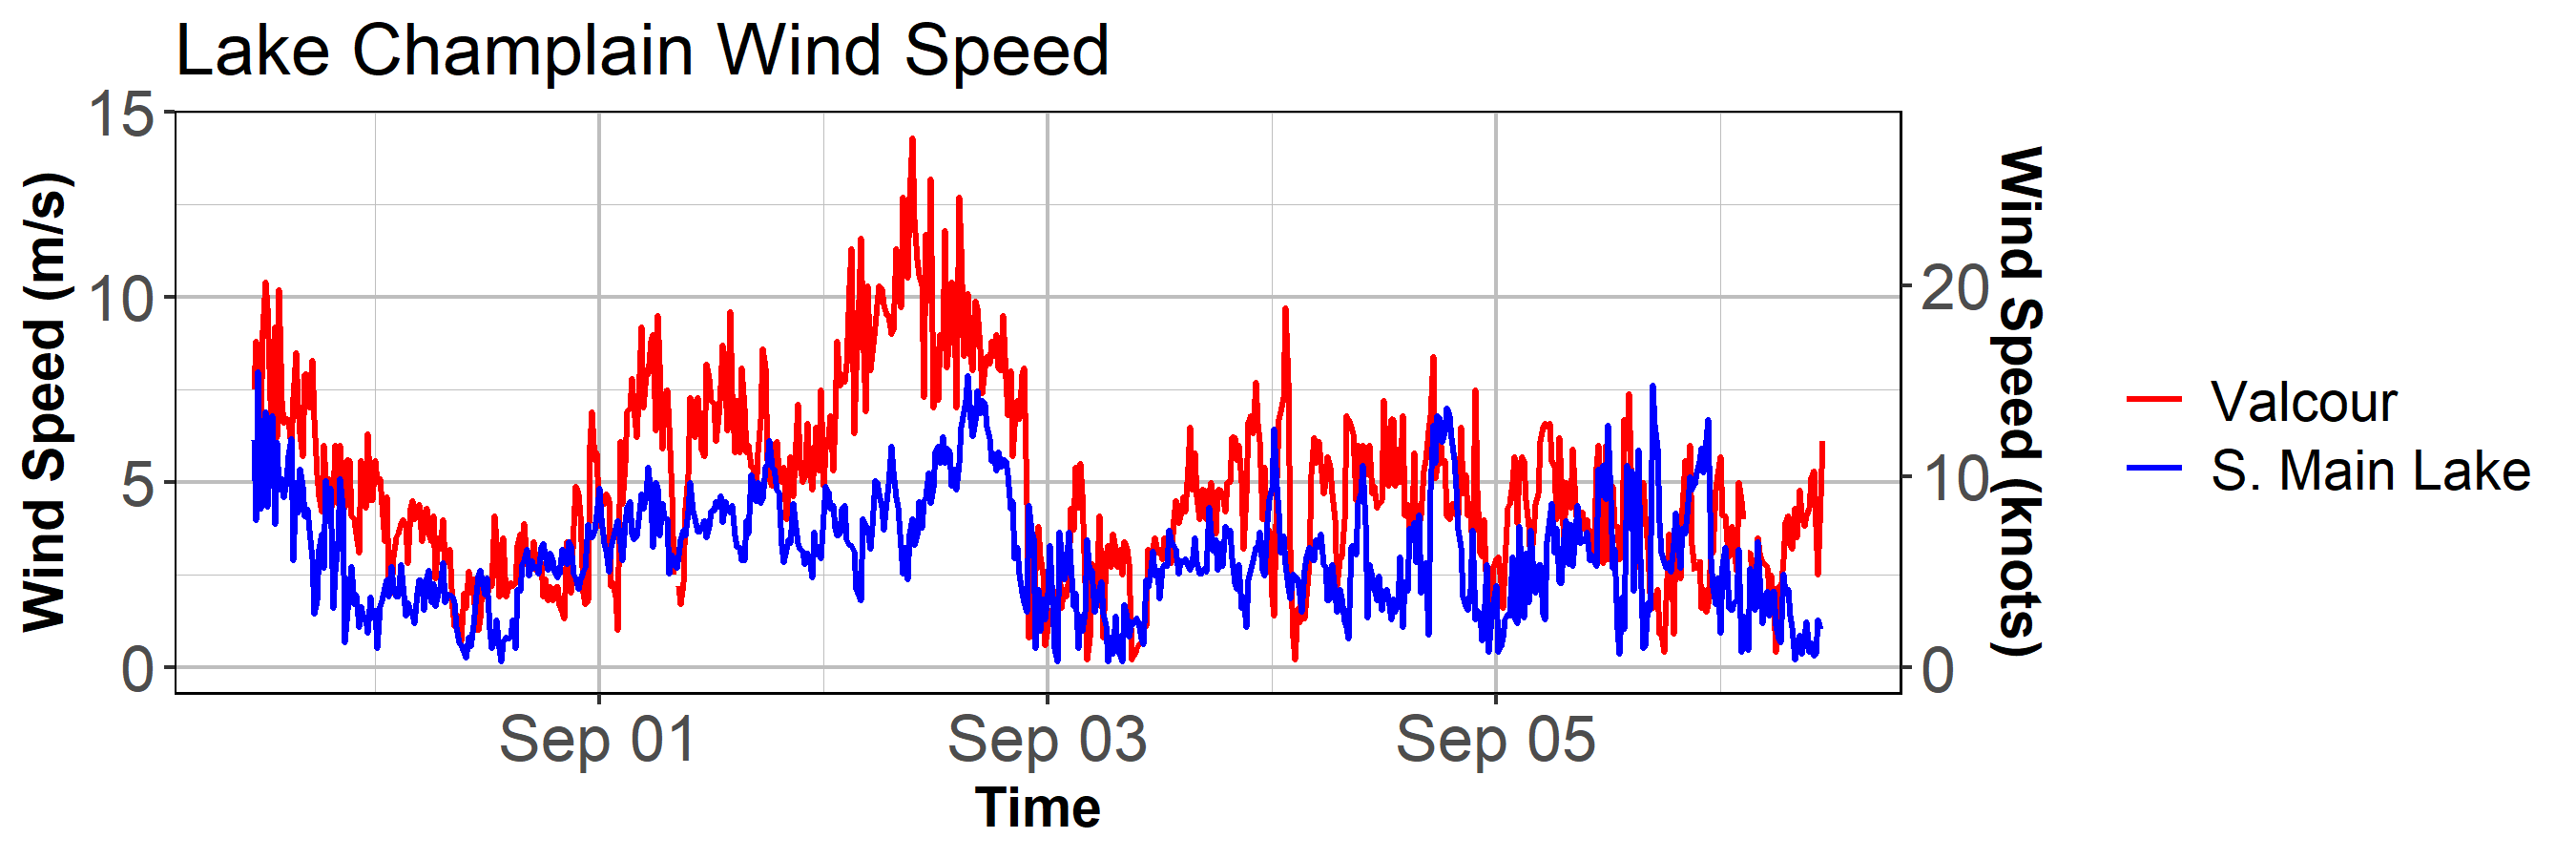 Lake Champlain Wind Speed
15
10
5
0
Wind Speed (m/s)
20
10
0
Wind Speed (knots)
Sep 01 Sep 03 Sep 05
Time
Valcour
S. Main Lake